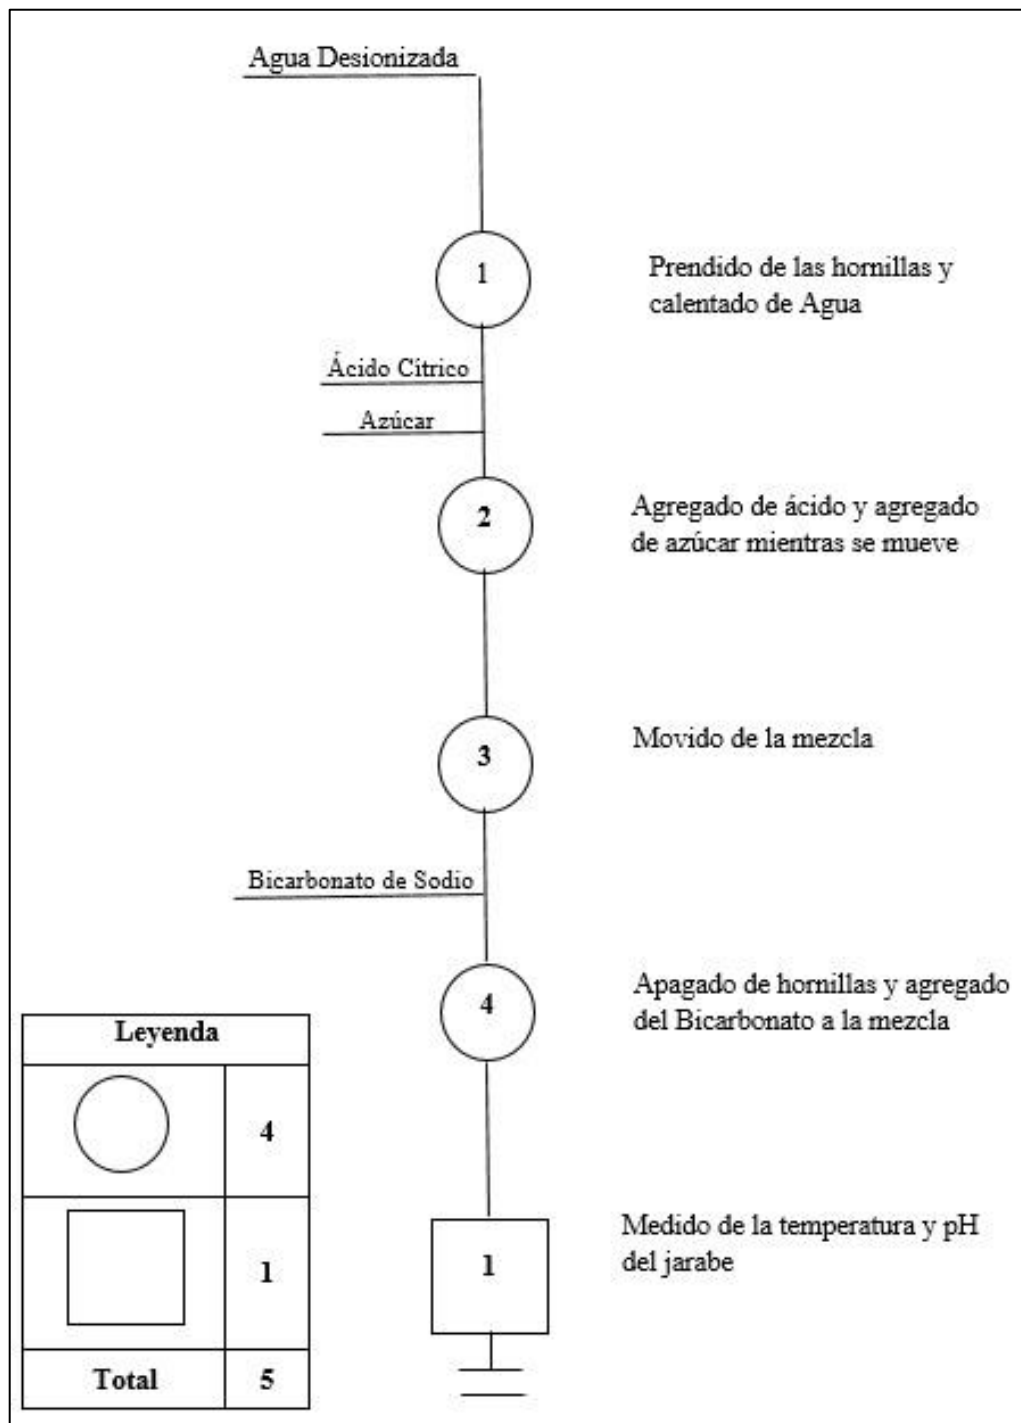 Agua Desionizada
1
Prendido de las hornillas y
calentado de Agua
Ácido Cítrico
Azúcar
2
Agregado de ácido y agregado
de azúcar mientras se mueve
3
Movido de la mezcla
Bicarbonato de Sodio
4
Apagado de hornillas y agregado
del Bicarbonato a la mezcla
1
Medido de la temperatura y pH
del jarabe
Leyenda
4
1
Total 5